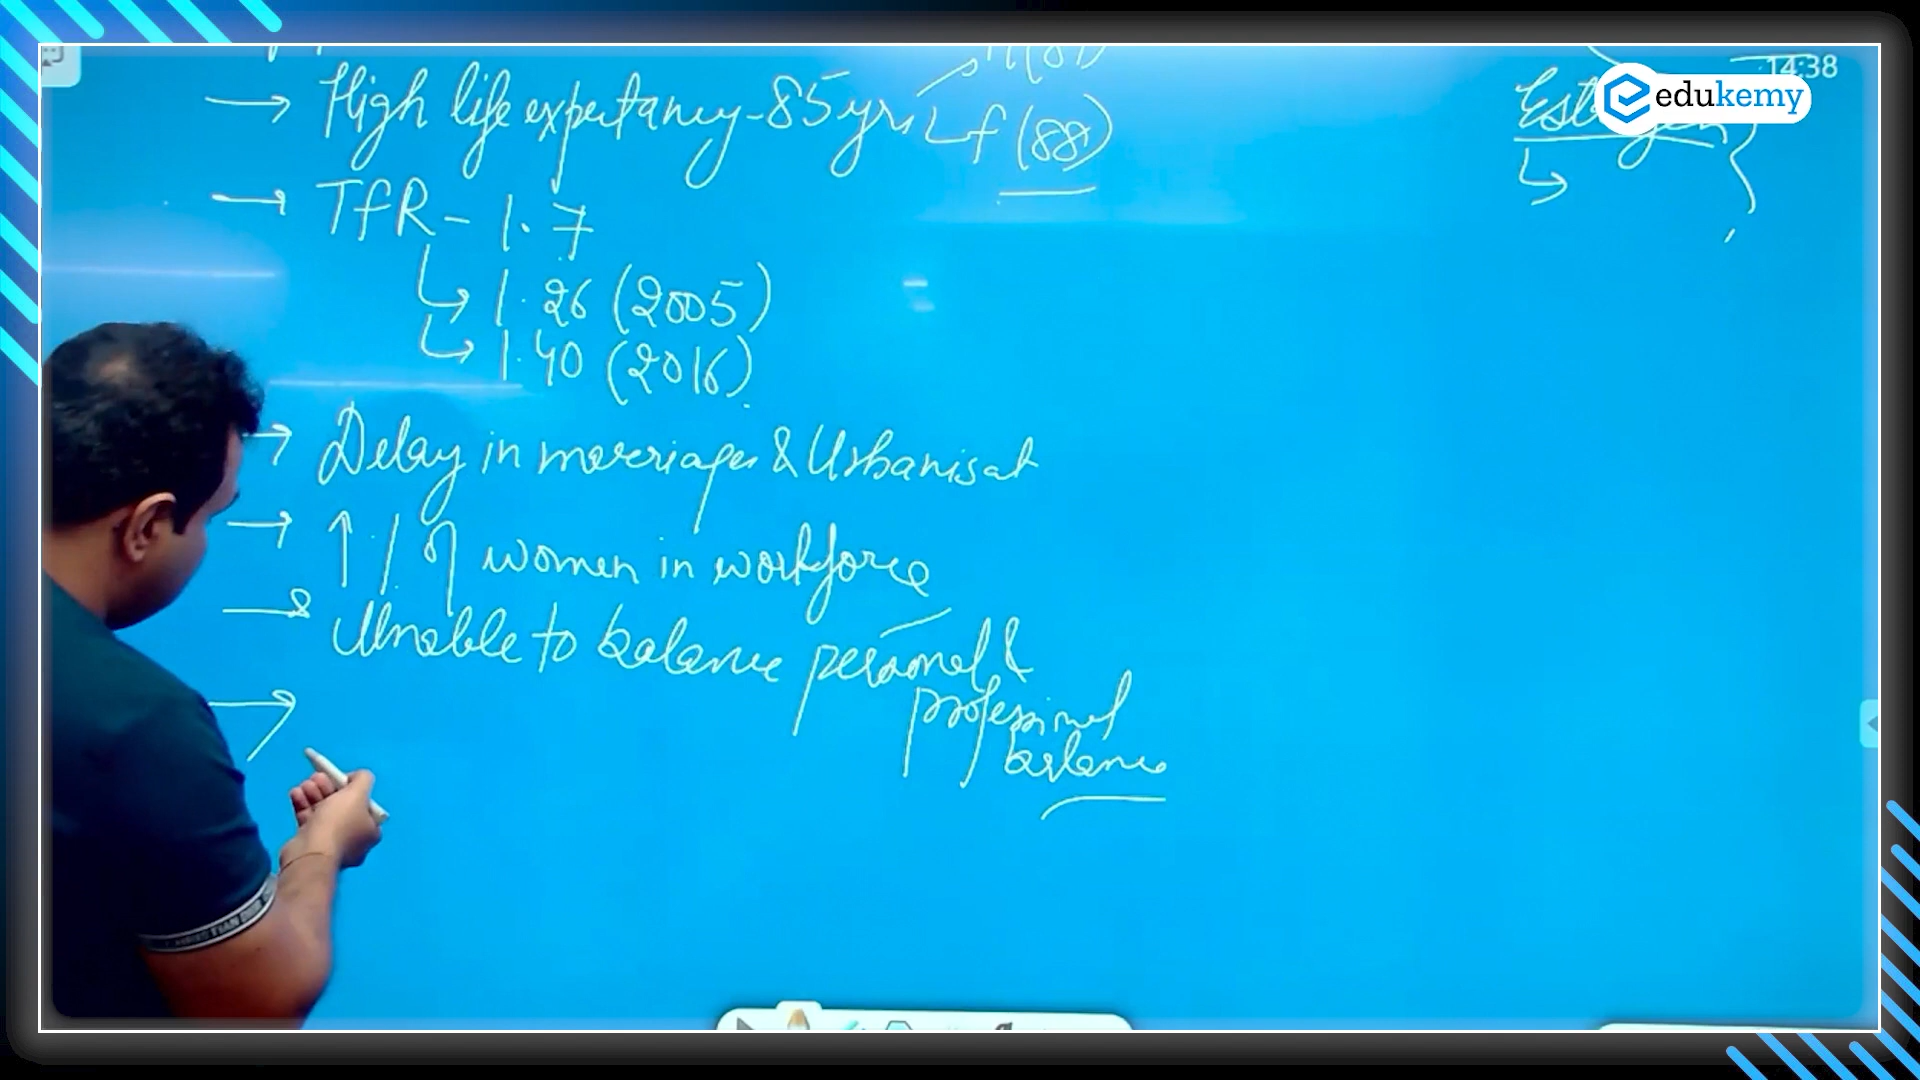 → High life expectancy - 85 yrs
↳ f (88)
→ TfR - 1.7
↳ 1.26 (2005)
↳ 1.40 (2016)
→ Delay in marriages & Urbanisat
→ ↑ % of women in workforce
→ Unable to balance personal &
professional
balance
→
14:38
edukemy
↳